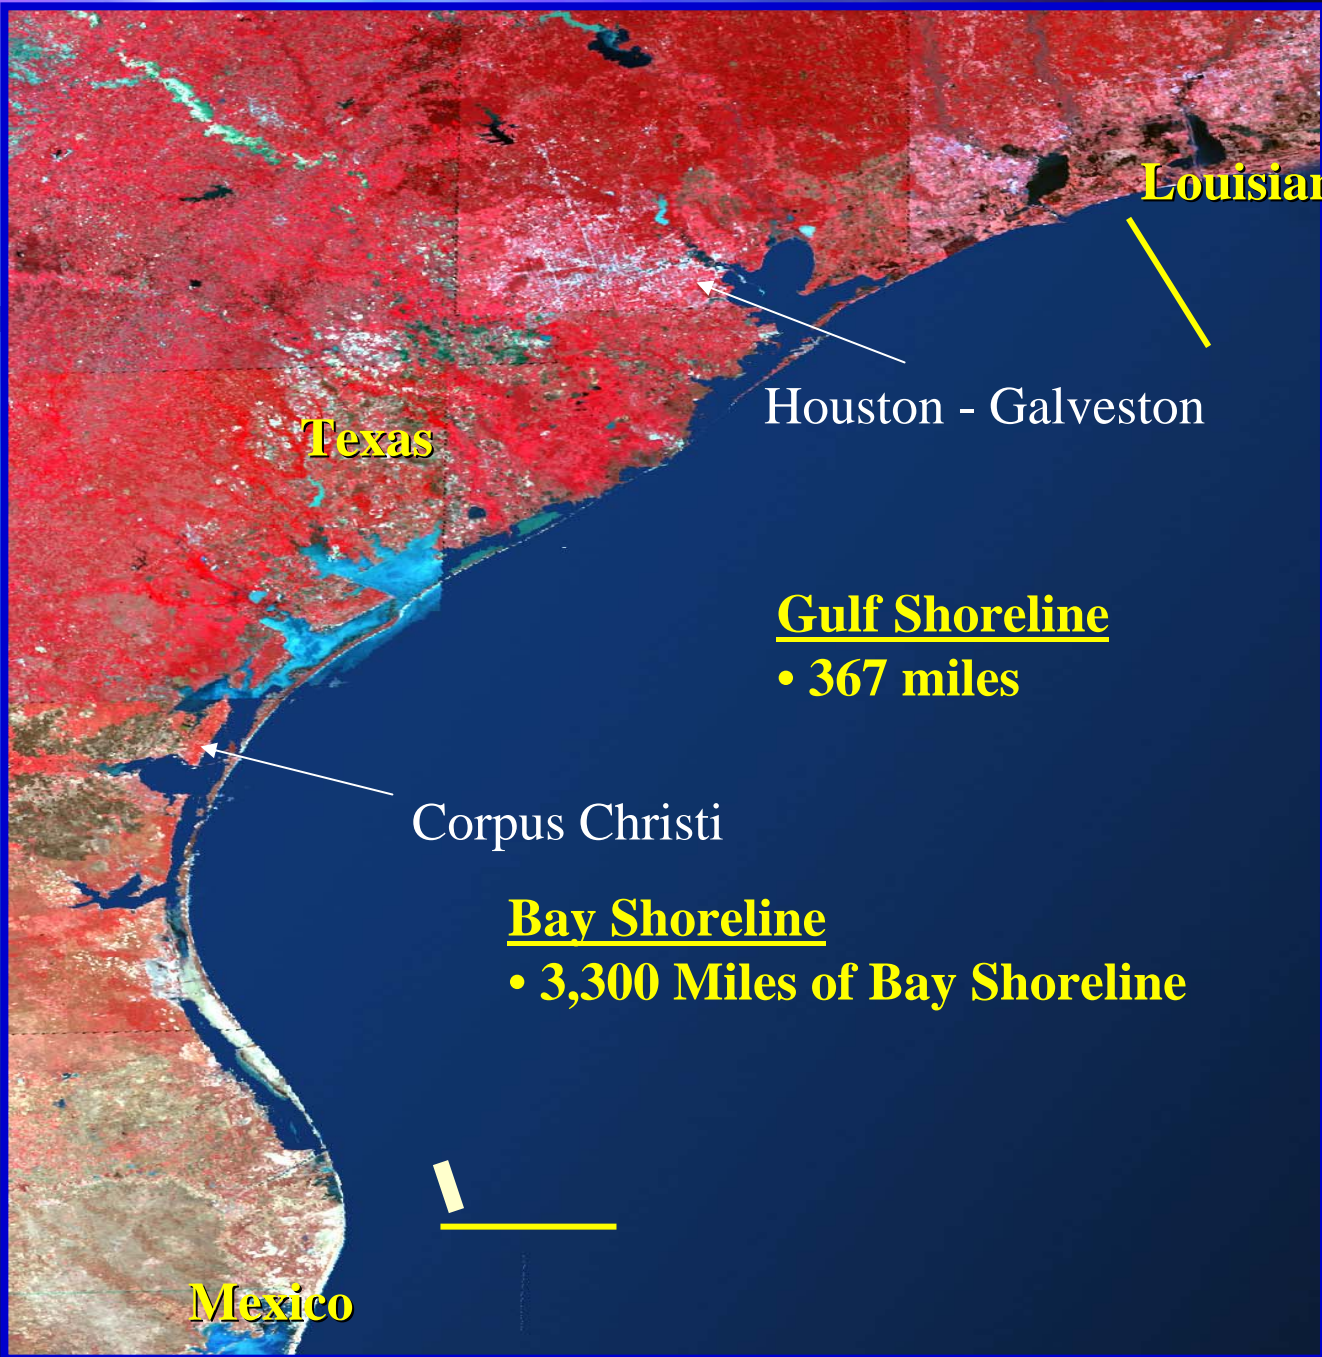 Louisian
Houston - Galveston
Texas
Gulf Shoreline
• 367 miles
Corpus Christi
Bay Shoreline
• 3,300 Miles of Bay Shoreline
Mexico